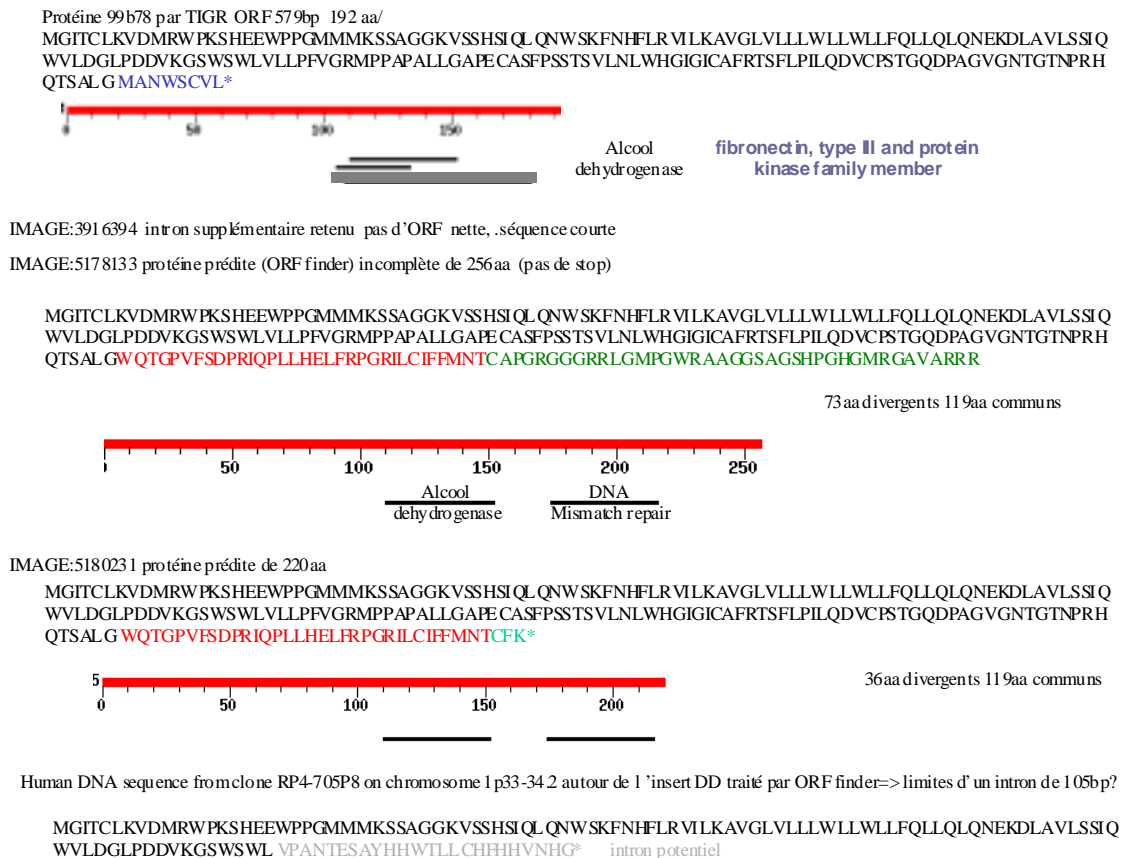 Protéine 99b78 par TIGR ORF 579bp 192 aa/
MGITCLKVDMRWPKSHEEWPPGMMMKSSAGGKVSSHSIQLQNWSKFNHFLRVILKAVGLVLLLWLLWLLFQLLQLQNEKDLAVLSSIQ
WVLDGLPDDVKGSWSWLVLLPFVGRMPPAPALLGAPECASFPSSTSVLNLWHGIGICAFRTSFLPILQDVCPSTGQDPAGVGNTGTNPRH
QTSALGMANWSCVL*
0 50 100 150
Alcool dehydrogenase
fibronectin, type III and protein kinase family member
IMAGE:3916394 intron supplémentaire retenu pas d'ORF nette, .séquence courte
IMAGE:5178133 protéine prédite (ORF finder) incomplète de 256aa (pas de stop)
MGITCLKVDMRWPKSHEEWPPGMMMKSSAGGKVSSHSIQLQNWSKFNHFLRVILKAVGLVLLLWLLWLLFQLLQLQNEKDLAVLSSIQ
WVLDGLPDDVKGSWSWLVLLPFVGRMPPAPALLGAPECASFPSSTSVLNLWHGIGICAFRTSFLPILQDVCPSTGQDPAGVGNTGTNPRH
QTSALGWQTGPVFSDPRIQPLLHELFRPGRILCIFFMNTCAPGRGGGRRLGMPGWRAAGGSAGSHPGHGMRGAVARRR
73aa divergents 119aa communs
50 100 150 200 250
Alcool dehydrogenase
DNA Mismatch repair
IMAGE:5180231 protéine prédite de 220aa
MGITCLKVDMRWPKSHEEWPPGMMMKSSAGGKVSSHSIQLQNWSKFNHFLRVILKAVGLVLLLWLLWLLFQLLQLQNEKDLAVLSSIQ
WVLDGLPDDVKGSWSWLVLLPFVGRMPPAPALLGAPECASFPSSTSVLNLWHGIGICAFRTSFLPILQDVCPSTGQDPAGVGNTGTNPRH
QTSALGWQTGPVFSDPRIQPLLHELFRPGRILCIFFMNTCFK*
36aa divergents 119aa communs
5
0 50 100 150 200
Human DNA sequence from clone RP4-705P8 on chromosome 1p33-34.2 autour de l'insert DD traité par ORF finder=> limites d'un intron de 105bp?
MGITCLKVDMRWPKSHEEWPPGMMMKSSAGGKVSSHSIQLQNWSKFNHFLRVILKAVGLVLLLWLLWLLFQLLQLQNEKDLAVLSSIQ
WVLDGLPDDVKGSWSWLVPANTESAYHHWTLLCHFHHVNHG* intron potentiel